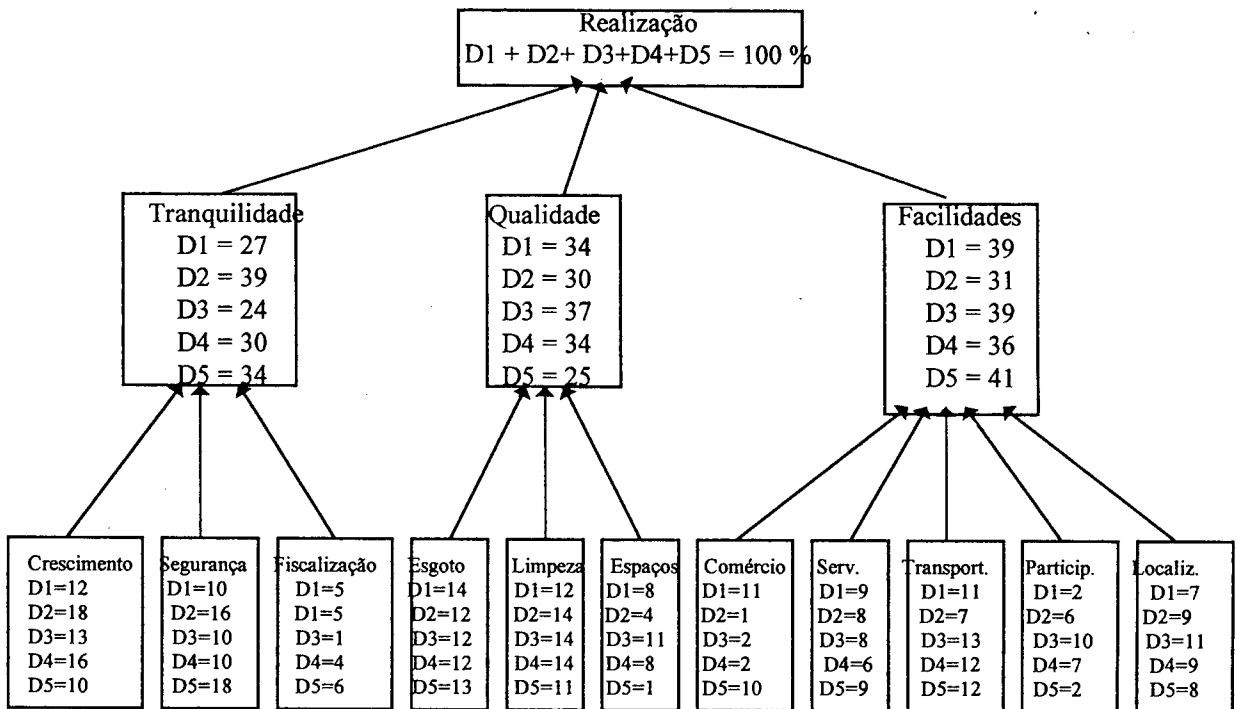 Realização
D1 + D2+ D3+D4+D5 = 100 %
Tranquilidade
D1 = 27
D2 = 39
D3 = 24
D4 = 30
D5 = 34
Qualidade
D1 = 34
D2 = 30
D3 = 37
D4 = 34
D5 = 25
Facilidades
D1 = 39
D2 = 31
D3 = 39
D4 = 36
D5 = 41
Crescimento
D1=12
D2=18
D3=13
D4=16
D5=10
Segurança
D1=10
D2=16
D3=10
D4=10
D5=18
Fiscalização
D1=5
D1=5
D3=1
D4=4
D5=6
Esgoto
D1=14
D2=12
D3=12
D4=12
D5=13
Limpeza
D1=12
D2=14
D3=14
D4=14
D5=11
Espaços
D1=8
D2=4
D3=11
D4=8
D5=1
Comércio
D1=11
D2=1
D3=2
D4=2
D5=10
Serv.
D1=9
D2=8
D3=8
D4=6
D5=9
Transport.
D1=11
D2=7
D3=13
D4=12
D5=12
Particip.
D1=2
D2=6
D3=10
D4=7
D5=2
Localiz.
D1=7
D2=9
D3=11
D4=9
D5=8